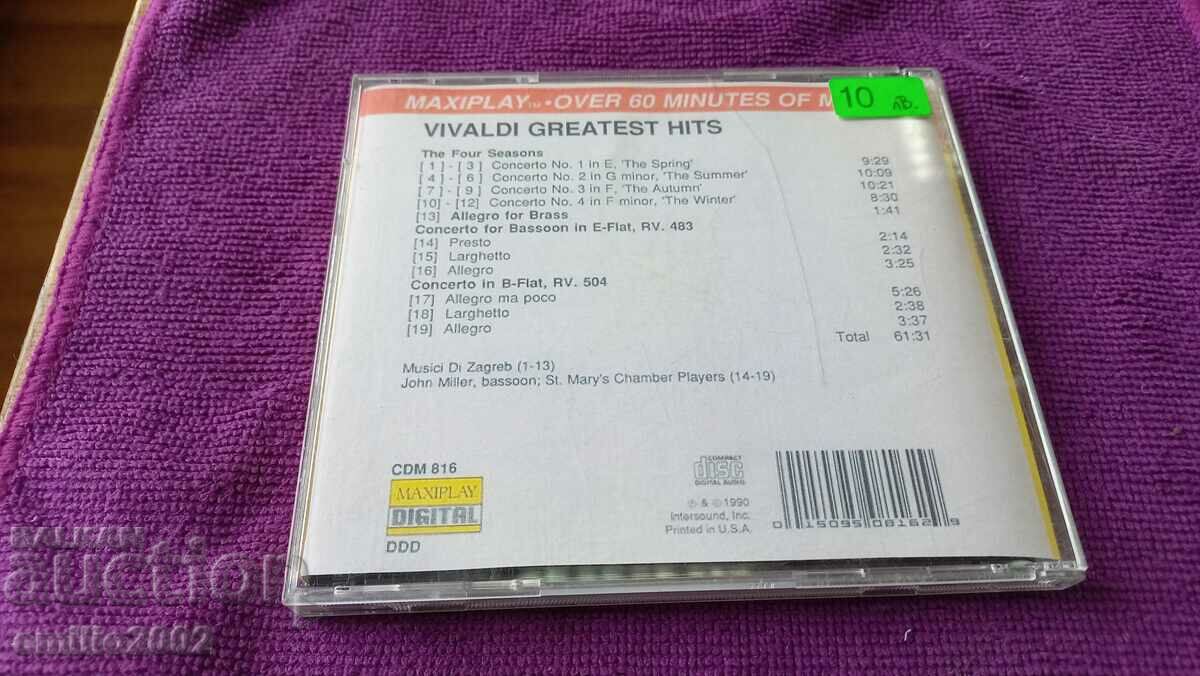 MAXIPLAY™ • OVER 60 MINUTES OF M
10 лв.
VIVALDI GREATEST HITS
The Four Seasons
[ 1 ] - [ 3 ] Concerto No. 1 in E, 'The Spring' 9:29
[ 4 ] - [ 6 ] Concerto No. 2 in G minor, 'The Summer' 10:09
[ 7 ] - [ 9 ] Concerto No. 3 in F, 'The Autumn' 10:21
[10] - [12] Concerto No. 4 in F minor, 'The Winter' 8:30
[13] Allegro for Brass 1:41
Concerto for Bassoon in E-Flat, RV. 483
[14] Presto 2:14
[15] Larghetto 2:32
[16] Allegro 3:25
Concerto in B-Flat, RV. 504
[17] Allegro ma poco 5:26
[18] Larghetto 2:38
[19] Allegro 3:37
Total 61:31
Musici Di Zagreb (1-13)
John Miller, bassoon; St. Mary's Chamber Players (14-19)
CDM 816
MAXIPLAY
DIGITAL
DDD
COMPACT
disc
DIGITAL AUDIO
℗ & © 1990
Intersound, Inc.
Printed in U.S.A.
0 15095 08162 9
BALKAN
auction
emilio2002